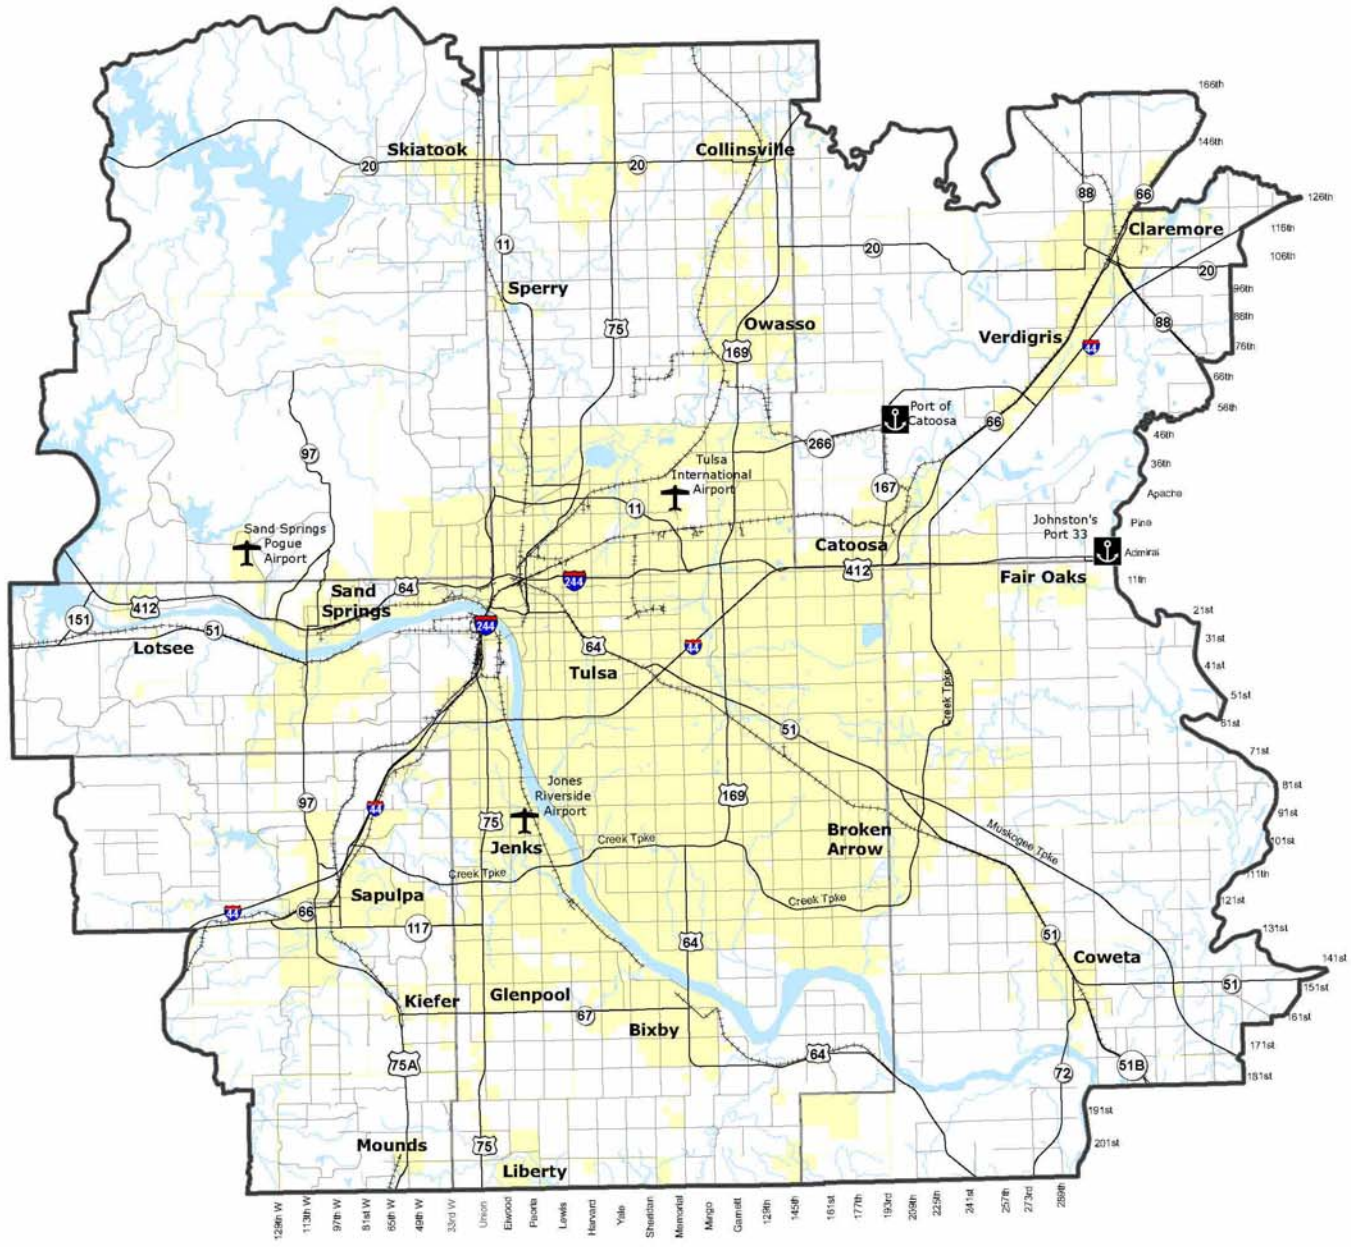 166th
146th
Skiatook
Collinsville
20
20
88
66
126th
Claremore
115th
11
20
106th
20
Sperry
96th
75
Owasso
86th
88
Verdigris
169
44
76th
66th
Port of
Catoosa
56th
66
266
46th
97
Tulsa
International
Airport
36th
167
Apache
11
Sand Springs
Pogue
Airport
Johnston's
Port 33
Pine
Catoosa
Admiral
412
Fair Oaks
244
11th
64
Sand
Springs
412
151
51
244
21st
Lotsee
64
44
31st
Tulsa
41st
Creek Tpke
51st
51
61st
71st
Jones
Riverside
Airport
81st
97
44
169
75
91st
Broken
Arrow
Muskogee Tpke
Creek Tpke
101st
Jenks
Creek Tpke
111th
Sapulpa
Creek Tpke
121st
44
66
117
131st
51
64
Coweta
141st
51
151st
Glenpool
Kiefer
67
161st
Bixby
171st
64
75A
51B
72
181st
191st
Mounds
75
201st
Liberty
129th W
113th W
97th W
81st W
65th W
49th W
33rd W
Union
Elwood
Peoria
Lewis
Harvard
Yale
Sheridan
Memorial
Mingo
Garnett
129th
145th
161st
177th
193rd
209th
225th
241st
257th
273rd
289th